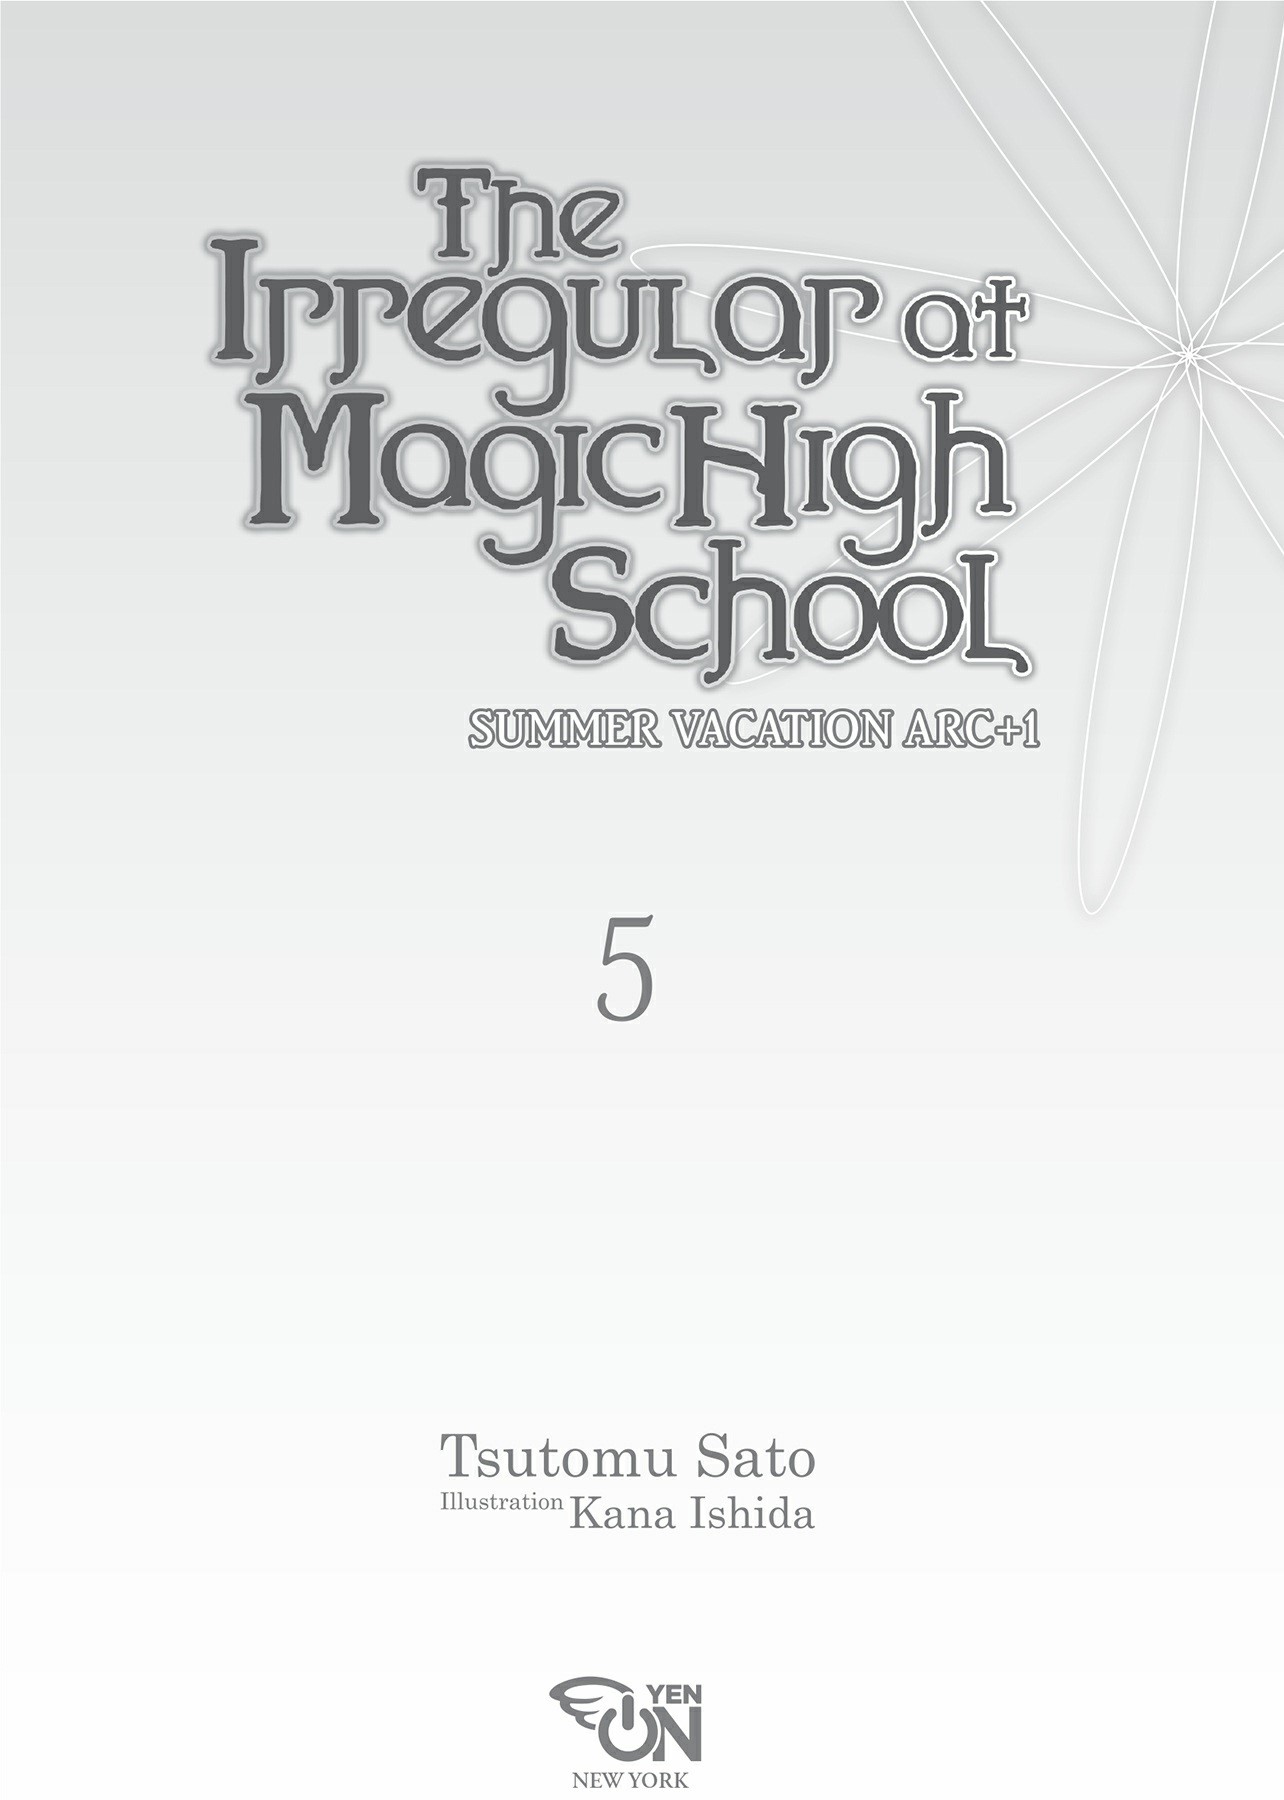 The
Irregular at
Magic High
School
SUMMER VACATION ARC+1
5
Tsutomu Sato
Illustration Kana Ishida
YEN
ON
NEW YORK